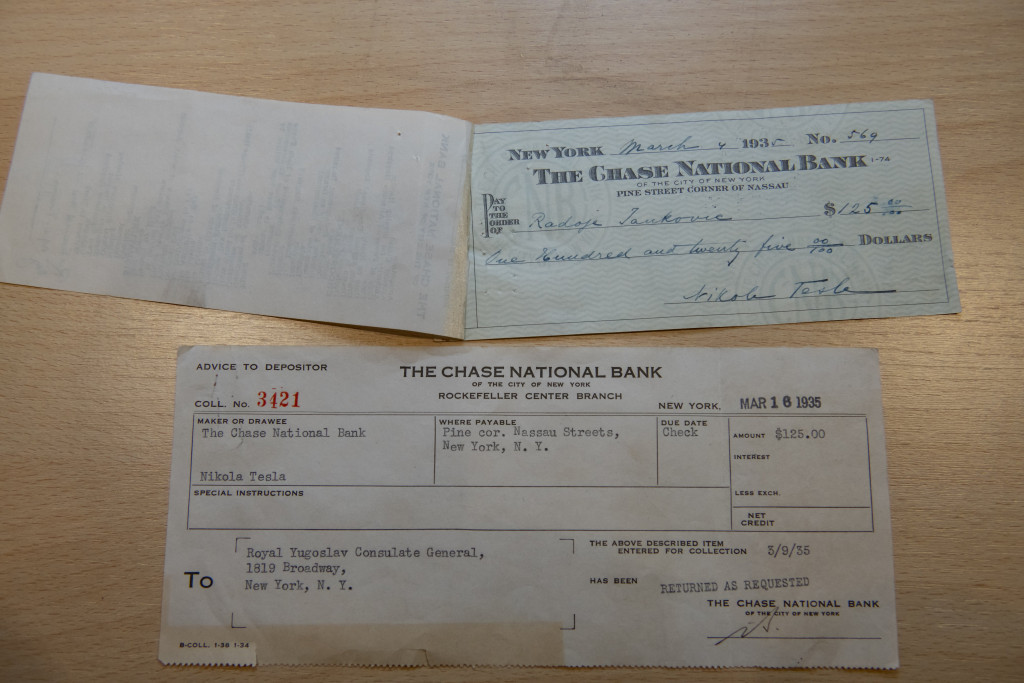 NEW YORK March 4 1935 No. 569
THE CHASE NATIONAL BANK 1-74
OF THE CITY OF NEW YORK
PINE STREET CORNER OF NASSAU
PAY TO THE ORDER OF Radoje Jankovic $125 00/100
One Hundred and twenty five 00/100 DOLLARS
Nikola Tesla
ADVICE TO DEPOSITOR
THE CHASE NATIONAL BANK
OF THE CITY OF NEW YORK
ROCKEFELLER CENTER BRANCH
COLL. No. 3421
NEW YORK, MAR 16 1935
MAKER OR DRAWEE
The Chase National Bank
Nikola Tesla
WHERE PAYABLE
Pine cor. Nassau Streets,
New York, N. Y.
DUE DATE
Check
AMOUNT $125.00
INTEREST
LESS EXCH.
NET
CREDIT
SPECIAL INSTRUCTIONS
TO
Royal Yugoslav Consulate General,
1819 Broadway,
New York, N. Y.
THE ABOVE DESCRIBED ITEM
ENTERED FOR COLLECTION 3/9/35
HAS BEEN RETURNED AS REQUESTED
THE CHASE NATIONAL BANK
OF THE CITY OF NEW YORK
B-COLL. 1-38 1-34